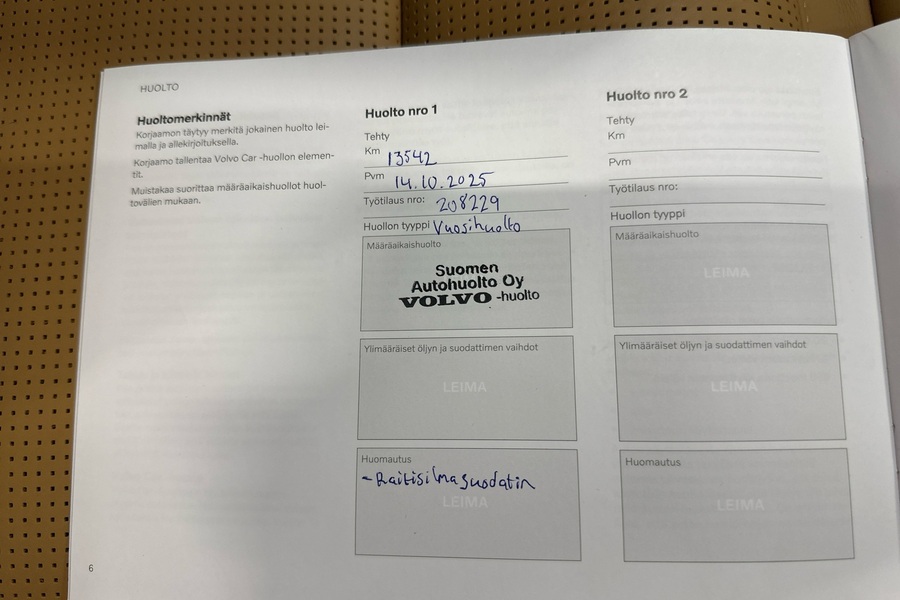 HUOLTO
Huoltomerkinnät
Korjaamon täytyy merkitä jokainen huolto lei-
malla ja allekirjoituksella.
Korjaamo tallentaa Volvo Car -huollon elemen-
tit.
Muistakaa suorittaa määräaikaishuollot huol-
tovälien mukaan.
Huolto nro 1
Tehty
Km 13542
Pvm 14.10.2025
Työtilaus nro: 208229
Huollon tyyppi Vuosihuolto
Määräaikaishuolto
Suomen
Autohuolto Oy
VOLVO -huolto
Ylimääräiset öljyn ja suodattimen vaihdot
LEIMA
Huomautus
- Raitisilmasuodatin
LEIMA
Huolto nro 2
Tehty
Km
Pvm
Työtilaus nro:
Huollon tyyppi
Määräaikaishuolto
LEIMA
Ylimääräiset öljyn ja suodattimen vaihdot
LEIMA
Huomautus
LEIMA
6